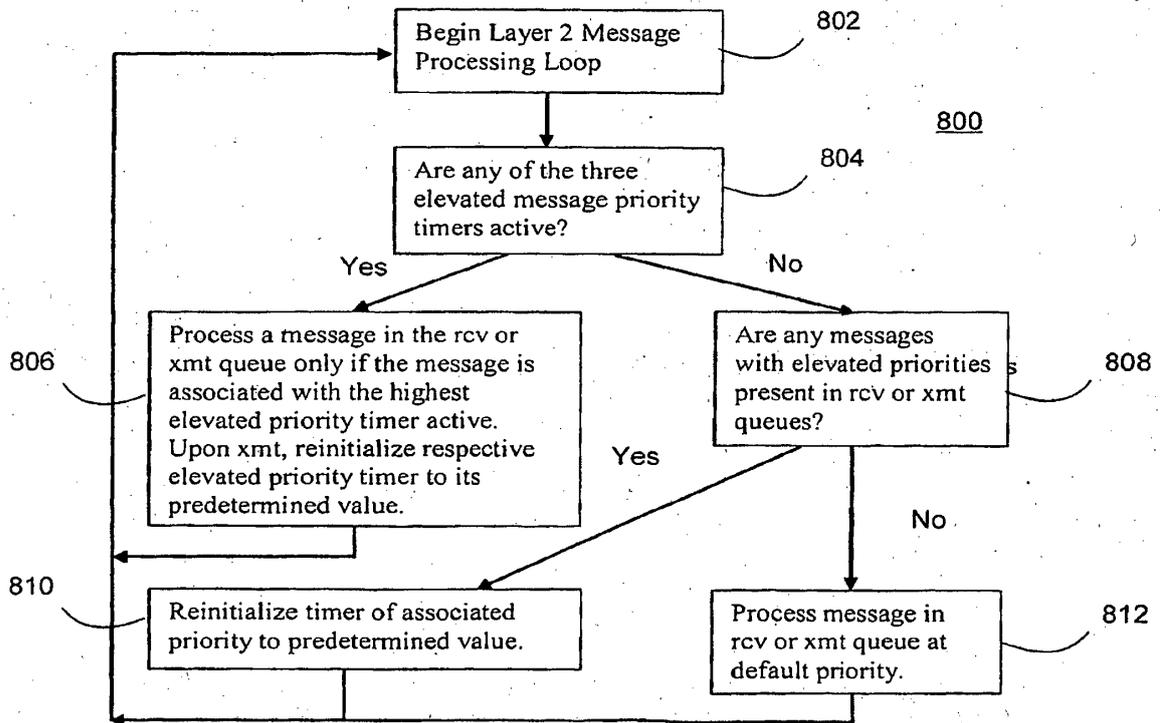 Begin Layer 2 Message
Processing Loop
802
800
Are any of the three
elevated message priority
timers active?
804
Yes
No
Process a message in the rcv or
xmt queue only if the message is
associated with the highest
elevated priority timer active.
Upon xmt, reinitialize respective
elevated priority timer to its
predetermined value.
806
Are any messages
with elevated priorities
present in rcv or xmt
queues?
s
808
Yes
No
810
Reinitialize timer of associated
priority to predetermined value.
Process message in
rcv or xmt queue at
default priority.
812